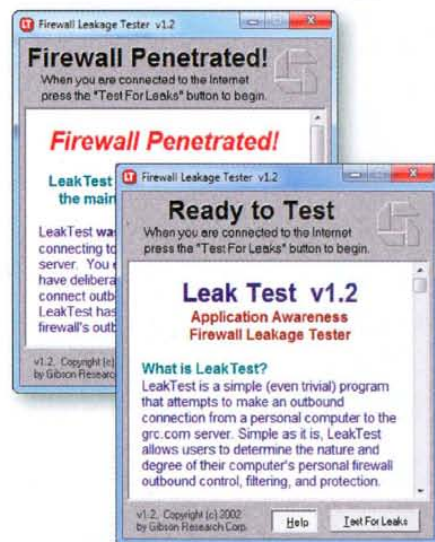 LT Firewall Leakage Tester v1.2
Firewall Penetrated!
When you are connected to the Internet
press the "Test For Leaks" button to begin.
Firewall Penetrated!
LeakTest
the main
LeakTest was
connecting to
server. You
have delibera
connect outb
LeakTest has
firewall's outb
v1.2, Copyright (c)
by Gibson Research
LT Firewall Leakage Tester v1.2
Ready to Test
When you are connected to the Internet
press the "Test For Leaks" button to begin.
Leak Test v1.2
Application Awareness
Firewall Leakage Tester
What is LeakTest?
LeakTest is a simple (even trivial) program
that attempts to make an outbound
connection from a personal computer to the
grc.com server. Simple as it is, LeakTest
allows users to determine the nature and
degree of their computer's personal firewall
outbound control, filtering, and protection.
v1.2, Copyright (c) 2002
by Gibson Research Corp.
Help
Test For Leaks